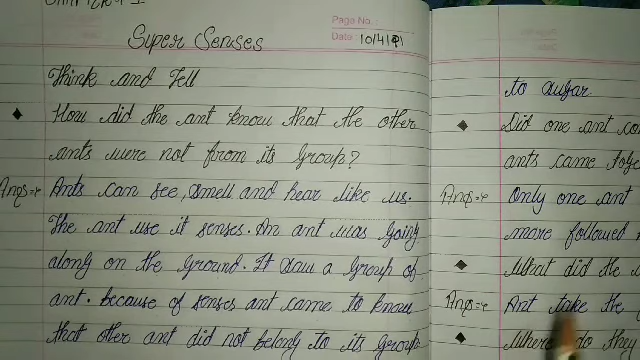 Super Senses
Page No.:
Date: 10/4/21
Think and Tell
How did the ant know that the other
ants were not from its Group?
Ans→ Ants can see, smell and hear like us.
The ant use it senses. An ant was going
along on the ground. It saw a group of
ant. because of senses ant came to know
that other ant did not belong to its Group
to sugar.
Did one ant
ants came
Ans→ Only one ant
more followed
What did the
Ans→ Ant take the
Where do they